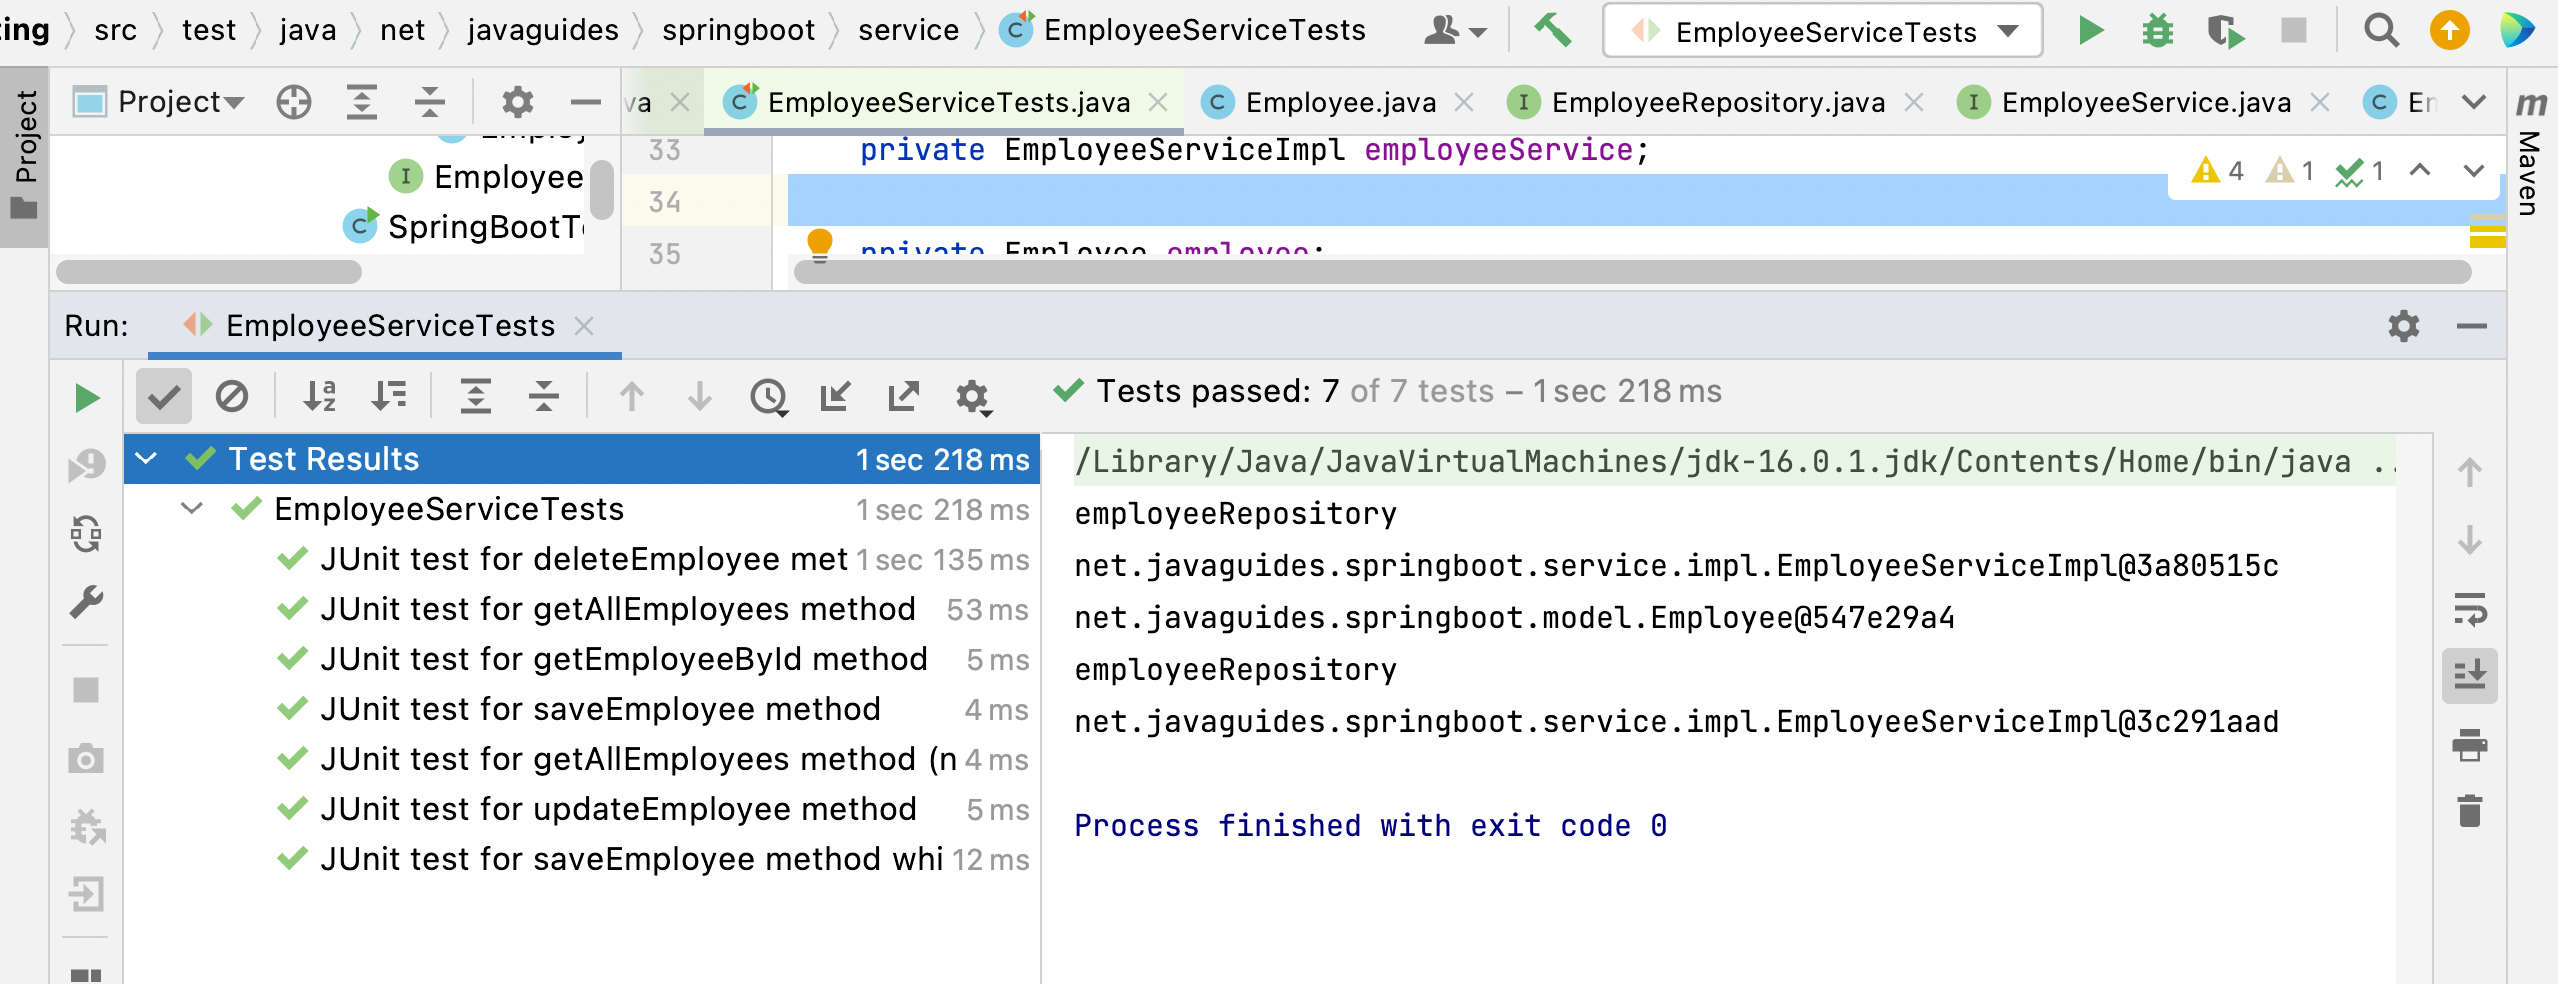 ting src test java net javaguides springboot service EmployeeServiceTests EmployeeServiceTests
Project va EmployeeServiceTests.java Employee.java EmployeeRepository.java EmployeeService.java
Project
Maven
33 private EmployeeServiceImpl employeeService;
4 1 1
Employee
34
SpringBootT
35 private Employee employee;
Run: EmployeeServiceTests
Tests passed: 7 of 7 tests – 1 sec 218 ms
Test Results 1 sec 218 ms
EmployeeServiceTests 1 sec 218 ms
JUnit test for deleteEmployee met 1 sec 135 ms
JUnit test for getAllEmployees method 53 ms
JUnit test for getEmployeeById method 5 ms
JUnit test for saveEmployee method 4 ms
JUnit test for getAllEmployees method (n 4 ms
JUnit test for updateEmployee method 5 ms
JUnit test for saveEmployee method whi 12 ms
/Library/Java/JavaVirtualMachines/jdk-16.0.1.jdk/Contents/Home/bin/java ..
employeeRepository
net.javaguides.springboot.service.impl.EmployeeServiceImpl@3a80515c
net.javaguides.springboot.model.Employee@547e29a4
employeeRepository
net.javaguides.springboot.service.impl.EmployeeServiceImpl@3c291aad
Process finished with exit code 0